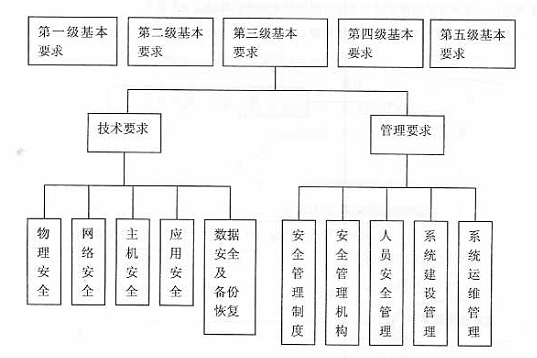 第一级基本
要求
第二级基本
要求
第三级基本
要求
第四级基本
要求
第五级基本
要求
技术要求
管理要求
物理安全
网络安全
主机安全
应用安全
数据
安全
及
备份
恢复
安全管理制度
安全管理机构
人员安全管理
系统建设管理
系统运维管理